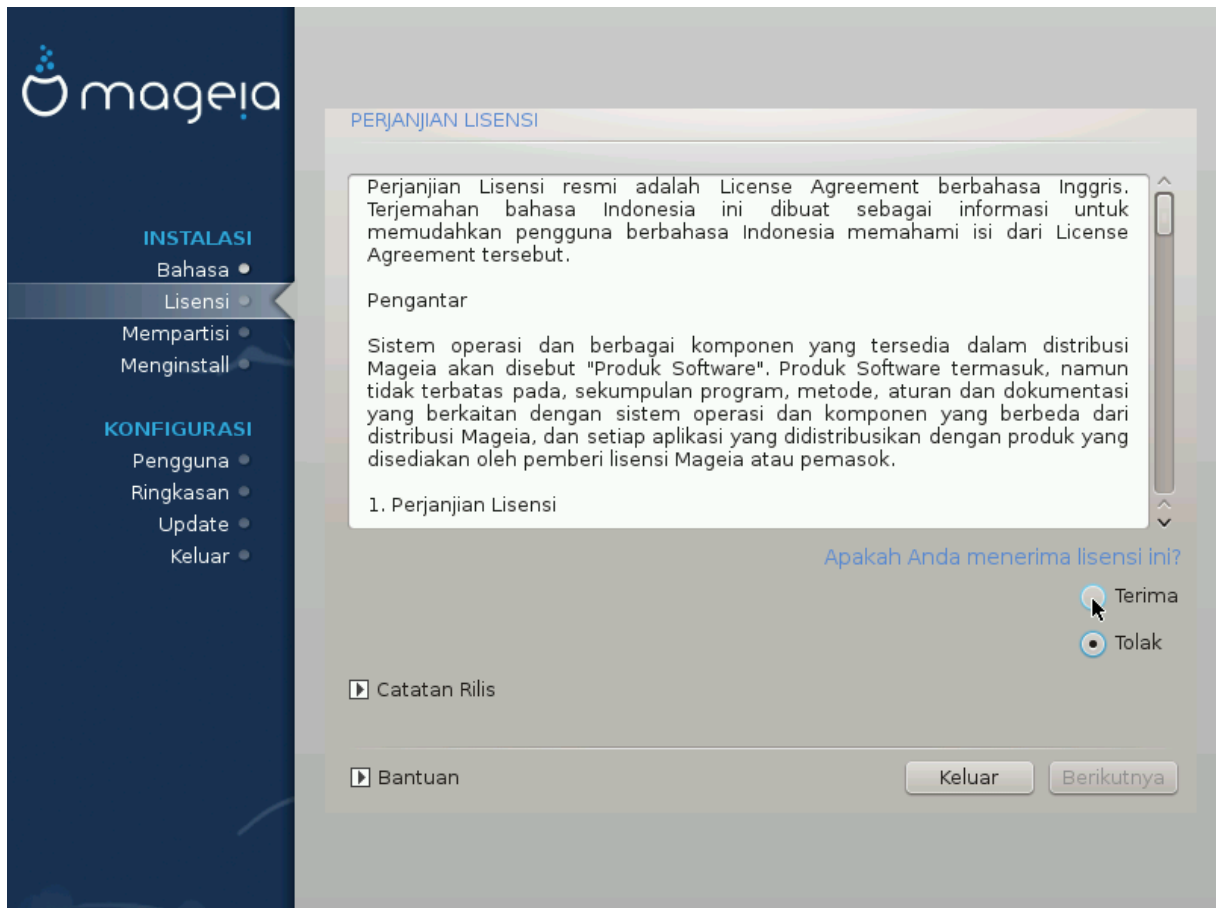 mageia
INSTALASI
Bahasa
Lisensi
Mempartisi
Menginstall
KONFIGURASI
Pengguna
Ringkasan
Update
Keluar
PERJANJIAN LISENSI
Perjanjian Lisensi resmi adalah License Agreement berbahasa Inggris.
Terjemahan bahasa Indonesia ini dibuat sebagai informasi untuk
memudahkan pengguna berbahasa Indonesia memahami isi dari License
Agreement tersebut.
Pengantar
Sistem operasi dan berbagai komponen yang tersedia dalam distribusi
Mageia akan disebut "Produk Software". Produk Software termasuk, namun
tidak terbatas pada, sekumpulan program, metode, aturan dan dokumentasi
yang berkaitan dengan sistem operasi dan komponen yang berbeda dari
distribusi Mageia, dan setiap aplikasi yang didistribusikan dengan produk yang
disediakan oleh pemberi lisensi Mageia atau pemasok.
1. Perjanjian Lisensi
Apakah Anda menerima lisensi ini?
Terima
Tolak
Catatan Rilis
Bantuan
Keluar
Berikutnya